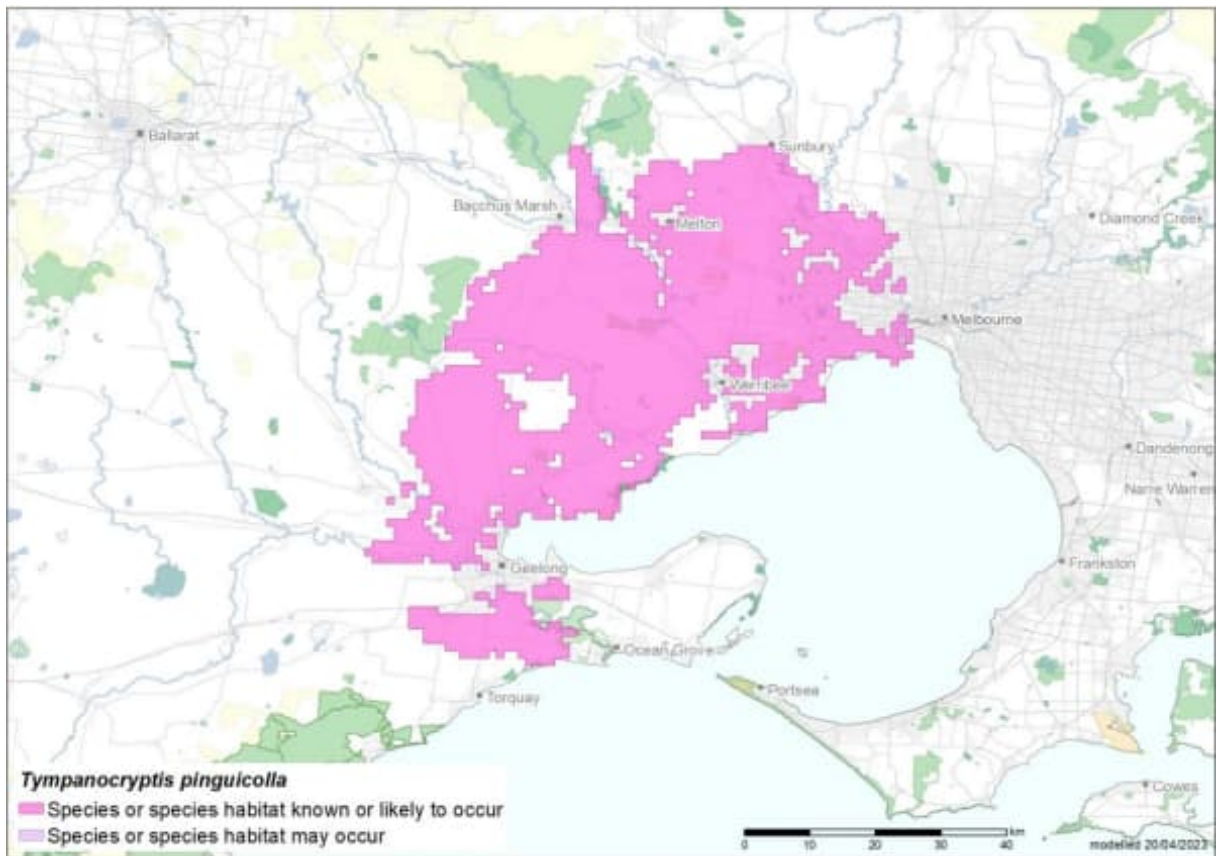 Ballarat
Sunbury
Bacchus Marsh
Melton
Diamond Creek
Melbourne
Werribee
Dandenong
Narre Warren
Geelong
Frankston
Ocean Grove
Torquay
Portsea
Cowes
Tympanocryptis pinguicolla
Species or species habitat known or likely to occur
Species or species habitat may occur
km
0 10 20 30 40
modelled 20/04/2023